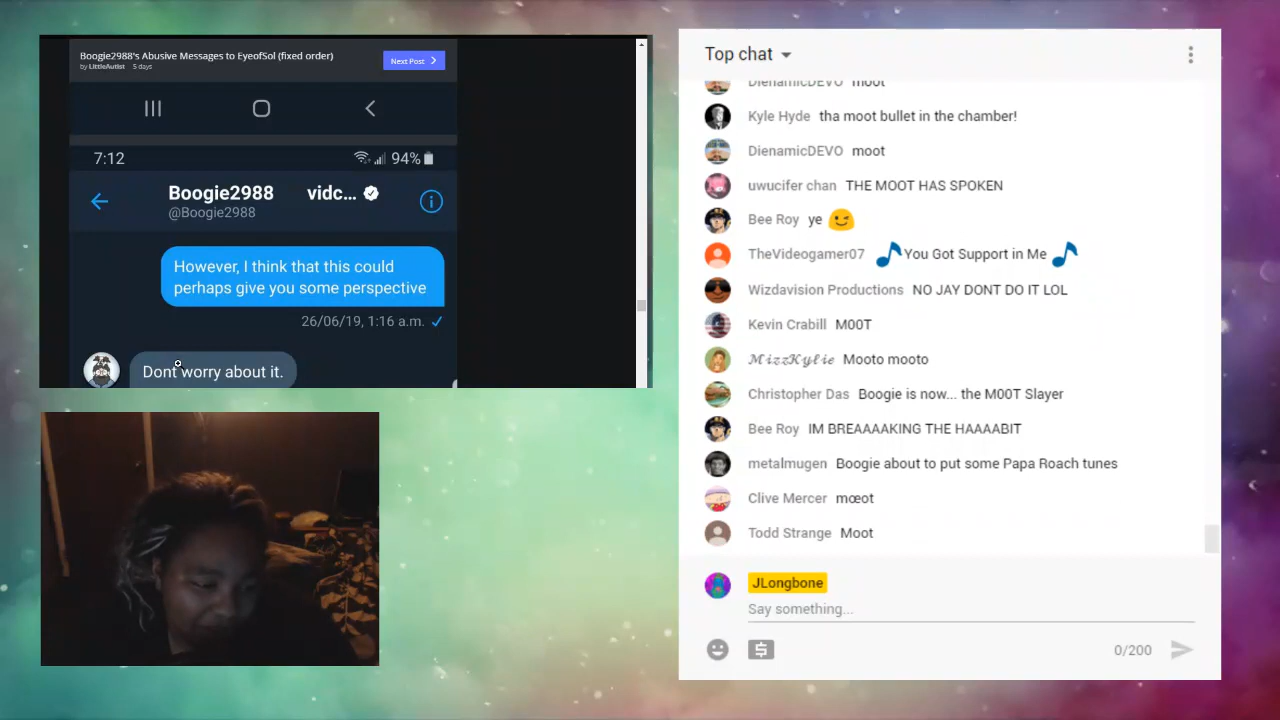 Boogie2988's Abusive Messages to EyeofSol (fixed order)
by LittleAutist 5 days
Next Post
7:12
94%
Boogie2988 vidc...
@Boogie2988
However, I think that this could
perhaps give you some perspective
26/06/19, 1:16 a.m.
Dont worry about it.
Top chat
DienamicDEVO moot
Kyle Hyde tha moot bullet in the chamber!
DienamicDEVO moot
uwucifer chan THE MOOT HAS SPOKEN
Bee Roy ye 😉
TheVideogamer07 🎵You Got Support in Me 🎵
Wizdavision Productions NO JAY DONT DO IT LOL
Kevin Crabill M00T
𝓜𝓲𝔃𝔃𝓚𝔂𝓵𝓲𝓮 Mooto mooto
Christopher Das Boogie is now... the M00T Slayer
Bee Roy IM BREAAAAKING THE HAAAABIT
metalmugen Boogie about to put some Papa Roach tunes
Clive Mercer mœot
Todd Strange Moot
JLongbone
Say something...
0/200